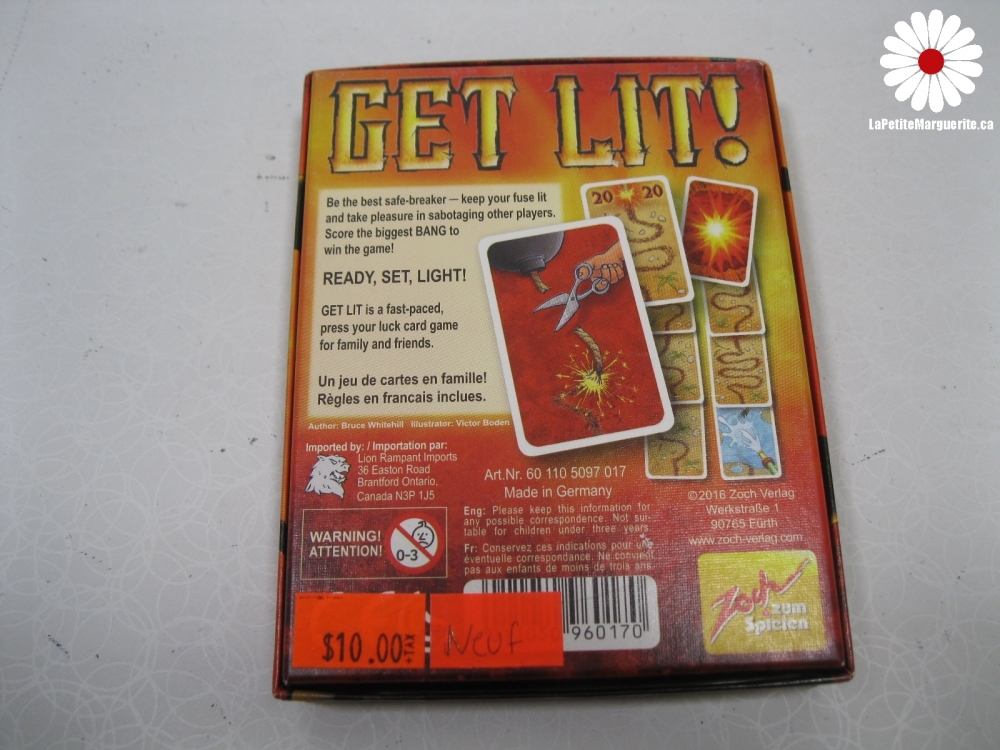 LaPetiteMarguerite.ca
GET LIT!
Be the best safe-breaker — keep your fuse lit
and take pleasure in sabotaging other players.
Score the biggest BANG to
win the game!
READY, SET, LIGHT!
GET LIT is a fast-paced,
press your luck card game
for family and friends.
Un jeu de cartes en famille!
Règles en francais inclues.
Author: Bruce Whitehill Illustrator: Victor Boden
20 20
Imported by: / Importation par:
Lion Rampant Imports
36 Easton Road
Brantford Ontario,
Canada N3P 1J5
Art.Nr. 60 110 5097 017
Made in Germany
WARNING!
ATTENTION!
0-3
Eng: Please keep this information for
any possible correspondence. Not sui-
table for children under three years.
Fr: Conservez ces indications pour une
éventuelle correspondance. Ne convient
pas aux enfants de moins de trois ans.
©2016 Zoch Verlag
Werkstraße 1
90765 Fürth
www.zoch-verlag.com
Zoch
zum
Spielen
$10.00
+TAX
Neuf
960170